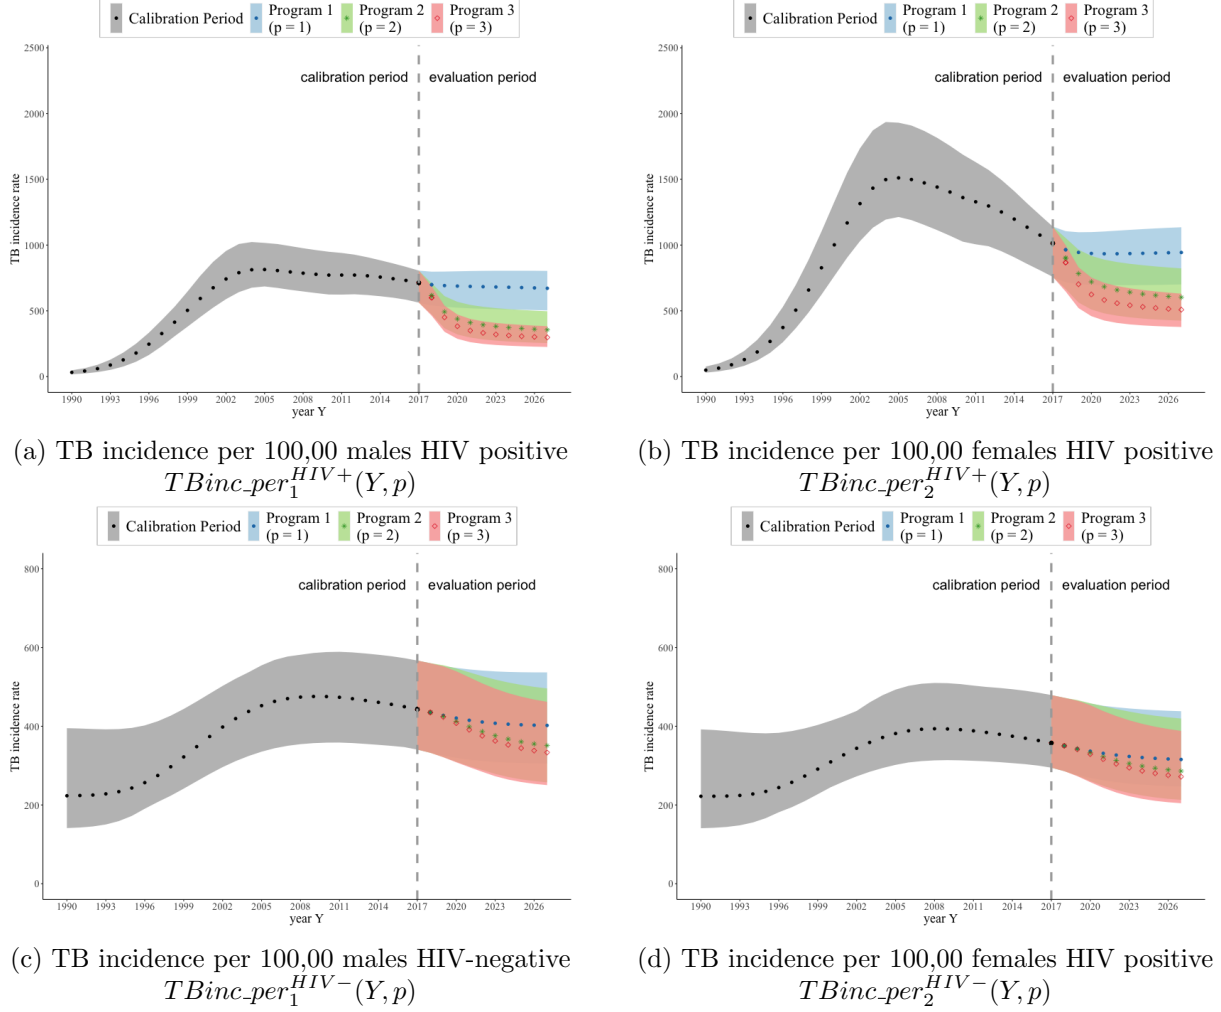 Calibration Period
Program 1
(p = 1)
Program 2
(p = 2)
Program 3
(p = 3)
2500
2000
1500
1000
500
0
TB incidence rate
calibration period
evaluation period
1990 1993 1996 1999 2002 2005 2008 2011 2014 2017 2020 2023 2026
year Y
(a) TB incidence per 100,00 males HIV positive
TBinc_per_1^{HIV+}(Y, p)
Calibration Period
Program 1
(p = 1)
Program 2
(p = 2)
Program 3
(p = 3)
2500
2000
1500
1000
500
0
TB incidence rate
calibration period
evaluation period
1990 1993 1996 1999 2002 2005 2008 2011 2014 2017 2020 2023 2026
year Y
(b) TB incidence per 100,00 females HIV positive
TBinc_per_2^{HIV+}(Y, p)
Calibration Period
Program 1
(p = 1)
Program 2
(p = 2)
Program 3
(p = 3)
800
600
400
200
0
TB incidence rate
calibration period
evaluation period
1990 1993 1996 1999 2002 2005 2008 2011 2014 2017 2020 2023 2026
year Y
(c) TB incidence per 100,00 males HIV-negative
TBinc_per_1^{HIV−}(Y, p)
Calibration Period
Program 1
(p = 1)
Program 2
(p = 2)
Program 3
(p = 3)
800
600
400
200
0
TB incidence rate
calibration period
evaluation period
1990 1993 1996 1999 2002 2005 2008 2011 2014 2017 2020 2023 2026
year Y
(d) TB incidence per 100,00 females HIV positive
TBinc_per_2^{HIV−}(Y, p)